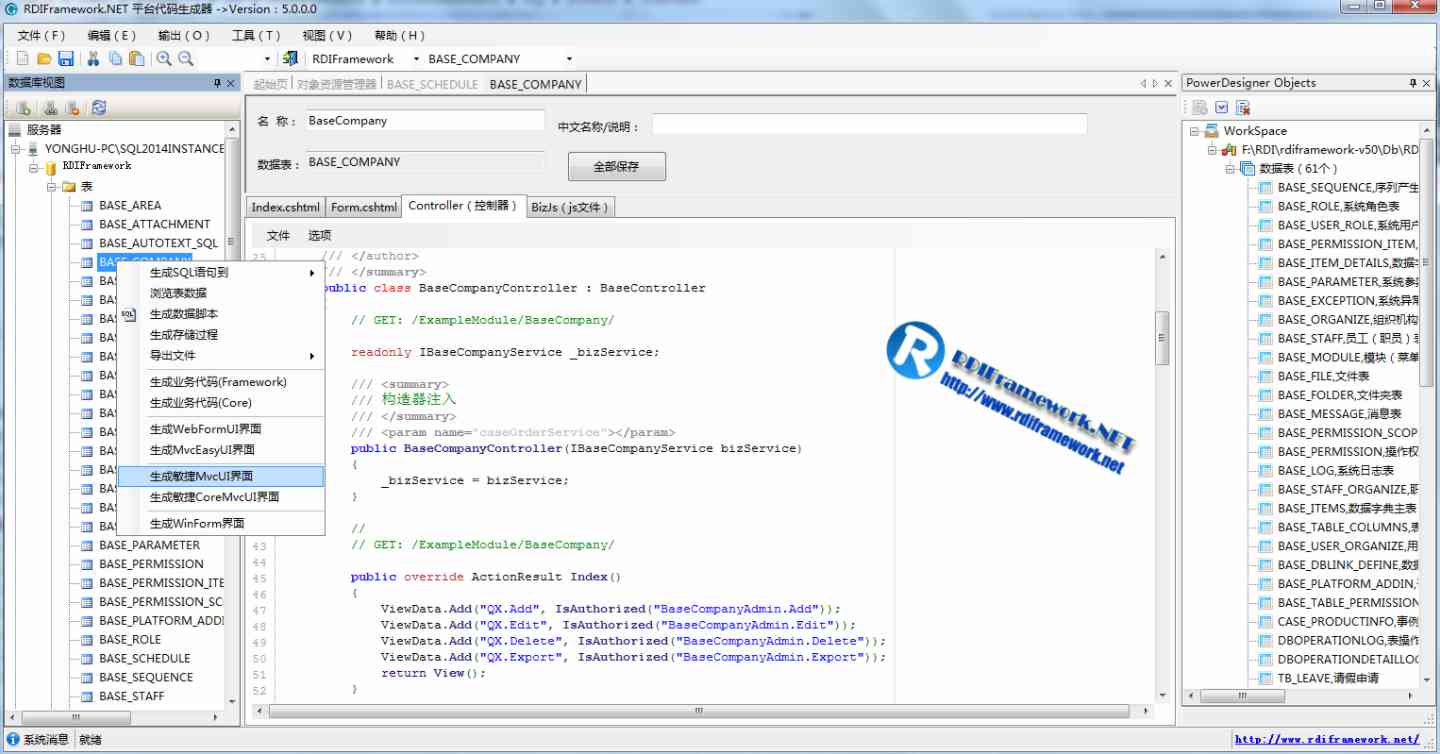 RDIFramework.NET 平台代码生成器 ->Version : 5.0.0.0
文件 ( F ) 编辑 ( E ) 输出 ( O ) 工具 ( T ) 视图 ( V ) 帮助 ( H )
RDIFramework BASE_COMPANY
数据库视图
服务器
YONGHU-PC\SQL2014INSTANCE
RDIFramework
表
BASE_AREA
BASE_ATTACHMENT
BASE_AUTOTEXT_SQL
BASE_COMPANY
生成SQL语句到
浏览表数据
生成数据脚本
生成存储过程
导出文件
生成业务代码(Framework)
生成业务代码(Core)
生成WebFormUI界面
生成MvcEasyUI界面
生成敏捷MvcUI界面
生成敏捷CoreMvcUI界面
生成WinForm界面
BASE_PARAMETER
BASE_PERMISSION
BASE_PERMISSION_ITE
BASE_PERMISSION_SC
BASE_PLATFORM_ADDI
BASE_ROLE
BASE_SCHEDULE
BASE_SEQUENCE
BASE_STAFF
起始页 对象资源管理器 BASE_SCHEDULE BASE_COMPANY
名 称 : BaseCompany 中文名称/说明 :
数据表 : BASE_COMPANY 全部保存
Index.cshtml Form.cshtml Controller ( 控制器 ) BizJs ( js文件 )
文件 选项
25 /// </author>
/// </summary>
public class BaseCompanyController : BaseController
// GET: /ExampleModule/BaseCompany/
readonly IBaseCompanyService _bizService;
/// <summary>
/// 构造器注入
/// </summary>
/// <param name="caseOrderService"></param>
public BaseCompanyController(IBaseCompanyService bizService)
{
_bizService = bizService;
}
//
43 // GET: /ExampleModule/BaseCompany/
44
45 public override ActionResult Index()
46 {
47 ViewData.Add("QX.Add", IsAuthorized("BaseCompanyAdmin.Add"));
48 ViewData.Add("QX.Edit", IsAuthorized("BaseCompanyAdmin.Edit"));
49 ViewData.Add("QX.Delete", IsAuthorized("BaseCompanyAdmin.Delete"));
50 ViewData.Add("QX.Export", IsAuthorized("BaseCompanyAdmin.Export"));
51 return View();
52 }
RDIFramework.NET
http://www.rdiframework.net
PowerDesigner Objects
WorkSpace
F:\RDI\rdiframework-v50\Db\RD
数据表 ( 61个 )
BASE_SEQUENCE,序列产生
BASE_ROLE,系统角色表
BASE_USER_ROLE,系统用户
BASE_PERMISSION_ITEM,
BASE_ITEM_DETAILS,数据字
BASE_PARAMETER,系统参
BASE_EXCEPTION,系统异常
BASE_ORGANIZE,组织机构
BASE_STAFF,员工 ( 职员 )
BASE_MODULE,模块 ( 菜单
BASE_FILE,文件表
BASE_FOLDER,文件夹表
BASE_MESSAGE,消息表
BASE_PERMISSION_SCOP
BASE_PERMISSION,操作权
BASE_LOG,系统日志表
BASE_STAFF_ORGANIZE,职
BASE_ITEMS,数据字典主表
BASE_TABLE_COLUMNS,表
BASE_USER_ORGANIZE,用
BASE_DBLINK_DEFINE,数据
BASE_PLATFORM_ADDIN,
BASE_TABLE_PERMISSION
CASE_PRODUCTINFO,事例
DBOPERATIONLOG,表操作
DBOPERATIONDETAILLOG
TB_LEAVE,请假申请
系统消息 就绪 http://www.rdiframework.net/